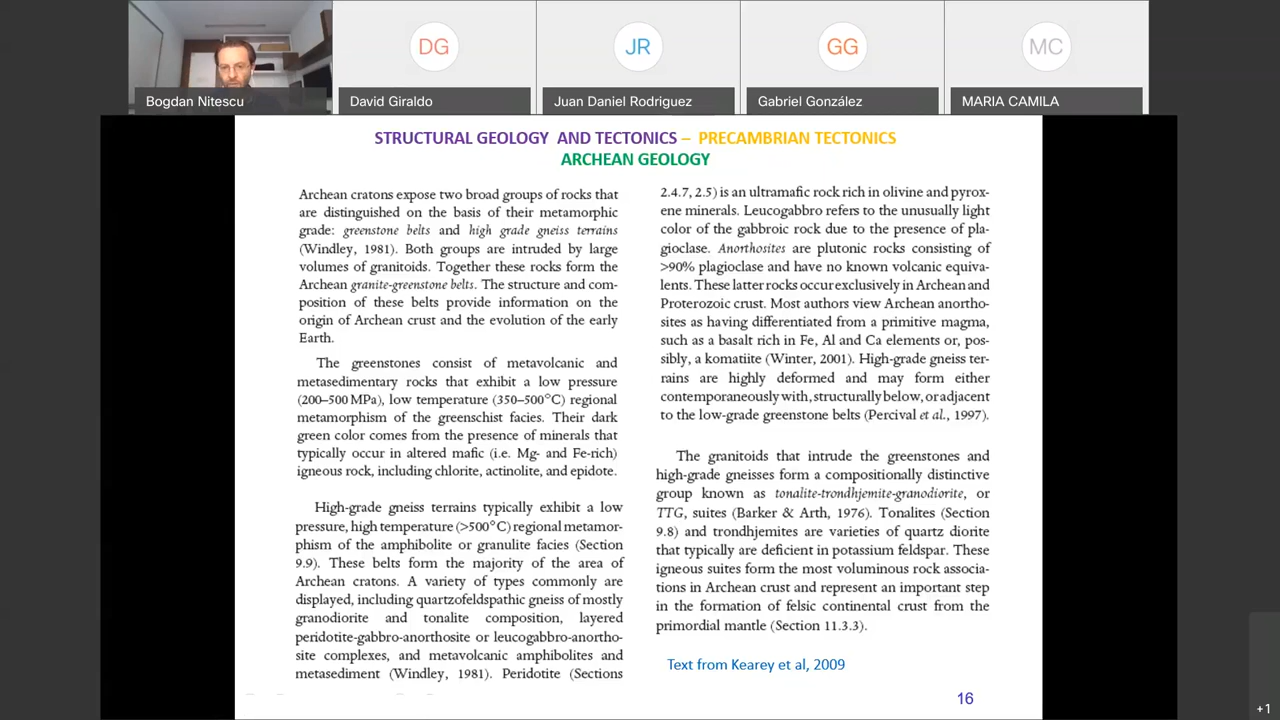 DG
JR
GG
MC
Bogdan Nitescu
David Giraldo
Juan Daniel Rodriguez
Gabriel González
MARIA CAMILA
STRUCTURAL GEOLOGY AND TECTONICS – PRECAMBRIAN TECTONICS
ARCHEAN GEOLOGY
Archean cratons expose two broad groups of rocks that
are distinguished on the basis of their metamorphic
grade: greenstone belts and high grade gneiss terrains
(Windley, 1981). Both groups are intruded by large
volumes of granitoids. Together these rocks form the
Archean granite-greenstone belts. The structure and com-
position of these belts provide information on the
origin of Archean crust and the evolution of the early
Earth.
The greenstones consist of metavolcanic and
metasedimentary rocks that exhibit a low pressure
(200–500 MPa), low temperature (350–500°C) regional
metamorphism of the greenschist facies. Their dark
green color comes from the presence of minerals that
typically occur in altered mafic (i.e. Mg- and Fe-rich)
igneous rock, including chlorite, actinolite, and epidote.
High-grade gneiss terrains typically exhibit a low
pressure, high temperature (>500°C) regional metamor-
phism of the amphibolite or granulite facies (Section
9.9). These belts form the majority of the area of
Archean cratons. A variety of types commonly are
displayed, including quartzofeldspathic gneiss of mostly
granodiorite and tonalite composition, layered
peridotite-gabbro-anorthosite or leucogabbro-anortho-
site complexes, and metavolcanic amphibolites and
metasediment (Windley, 1981). Peridotite (Sections
2.4.7, 2.5) is an ultramafic rock rich in olivine and pyrox-
ene minerals. Leucogabbro refers to the unusually light
color of the gabbroic rock due to the presence of pla-
gioclase. Anorthosites are plutonic rocks consisting of
>90% plagioclase and have no known volcanic equiva-
lents. These latter rocks occur exclusively in Archean and
Proterozoic crust. Most authors view Archean anortho-
sites as having differentiated from a primitive magma,
such as a basalt rich in Fe, Al and Ca elements or, pos-
sibly, a komatiite (Winter, 2001). High-grade gneiss ter-
rains are highly deformed and may form either
contemporaneously with, structurally below, or adjacent
to the low-grade greenstone belts (Percival et al., 1997).
The granitoids that intrude the greenstones and
high-grade gneisses form a compositionally distinctive
group known as tonalite-trondhjemite-granodiorite, or
TTG, suites (Barker & Arth, 1976). Tonalites (Section
9.8) and trondhjemites are varieties of quartz diorite
that typically are deficient in potassium feldspar. These
igneous suites form the most voluminous rock associa-
tions in Archean crust and represent an important step
in the formation of felsic continental crust from the
primordial mantle (Section 11.3.3).
Text from Kearey et al, 2009
16
+1